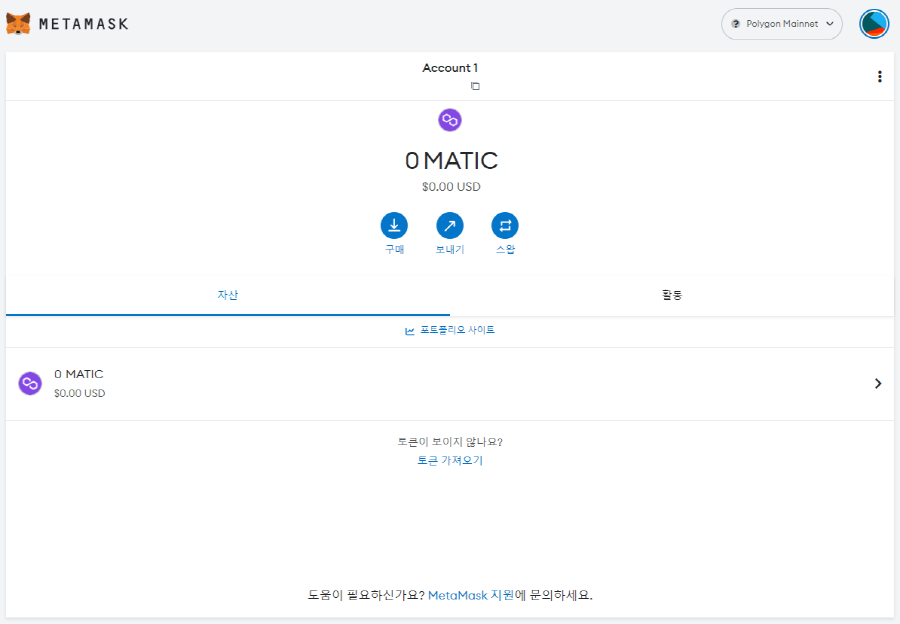 METAMASK
Polygon Mainnet
Account 1
0 MATIC
$0.00 USD
구매
보내기
스왑
자산
활동
포트폴리오 사이트
0 MATIC
$0.00 USD
토큰이 보이지 않나요?
토큰 가져오기
도움이 필요하신가요? MetaMask 지원에 문의하세요.